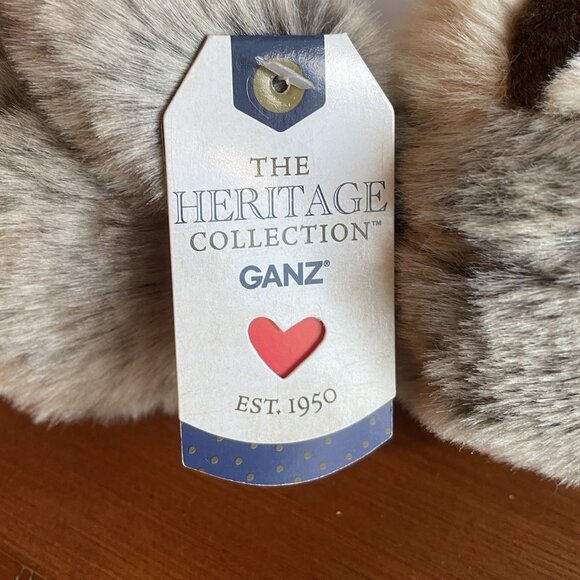 THE
HERITAGE
COLLECTION™
GANZ®
EST. 1950